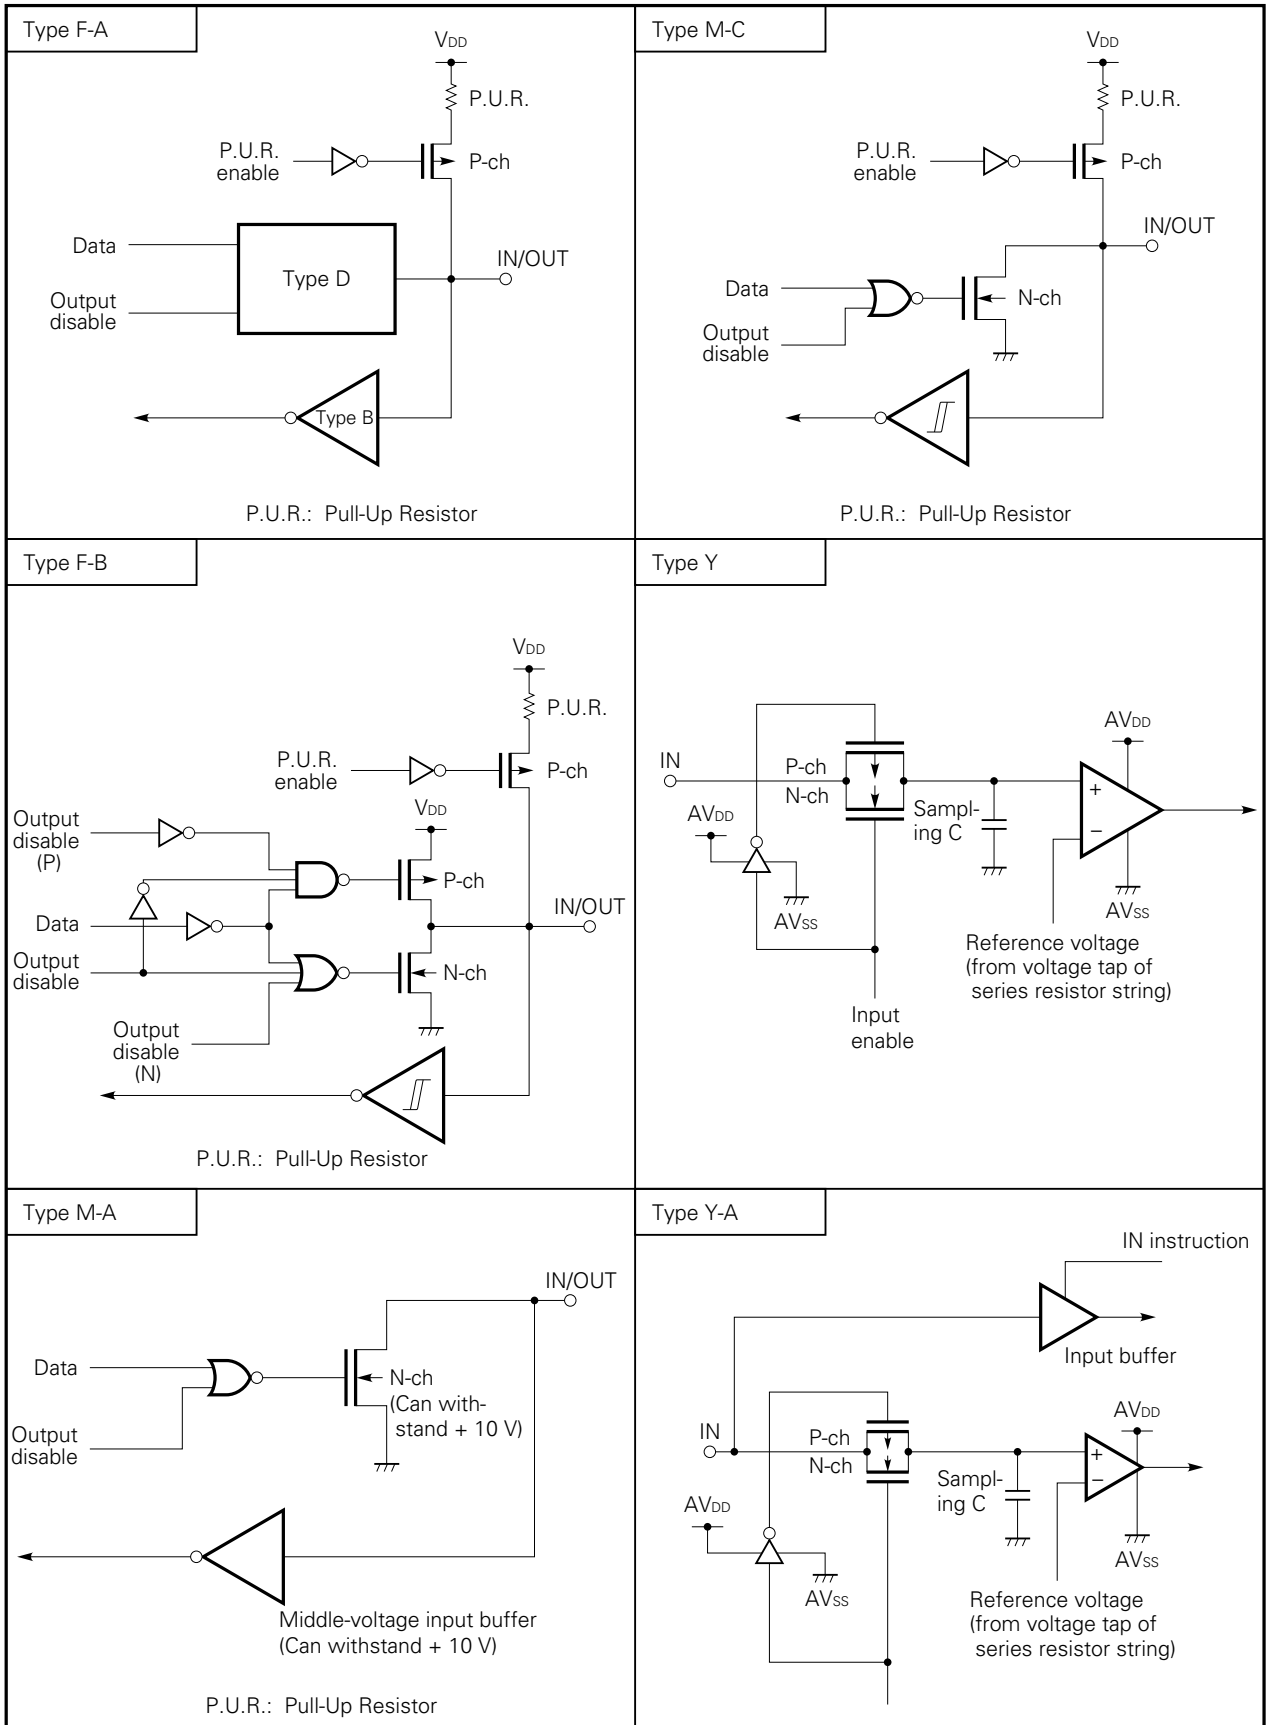 Type F-A
VDD
P.U.R.
P.U.R.
enable
P-ch
Data
Output
disable
Type D
IN/OUT
Type B
P.U.R.: Pull-Up Resistor
Type M-C
VDD
P.U.R.
P.U.R.
enable
P-ch
IN/OUT
Data
Output
disable
N-ch
P.U.R.: Pull-Up Resistor
Type F-B
VDD
P.U.R.
P.U.R.
enable
P-ch
VDD
Output
disable
(P)
P-ch
IN/OUT
Data
Output
disable
N-ch
Output
disable
(N)
P.U.R.: Pull-Up Resistor
Type Y
IN
P-ch
N-ch
AVDD
AVSS
Sampl-
ing C
AVDD
+
−
AVSS
Reference voltage
(from voltage tap of
series resistor string)
Input
enable
Type M-A
IN/OUT
Data
Output
disable
N-ch
(Can with-
stand + 10 V)
Middle-voltage input buffer
(Can withstand + 10 V)
P.U.R.: Pull-Up Resistor
Type Y-A
IN instruction
Input buffer
IN
P-ch
N-ch
AVDD
AVSS
Sampl-
ing C
AVDD
+
−
AVSS
Reference voltage
(from voltage tap of
series resistor string)